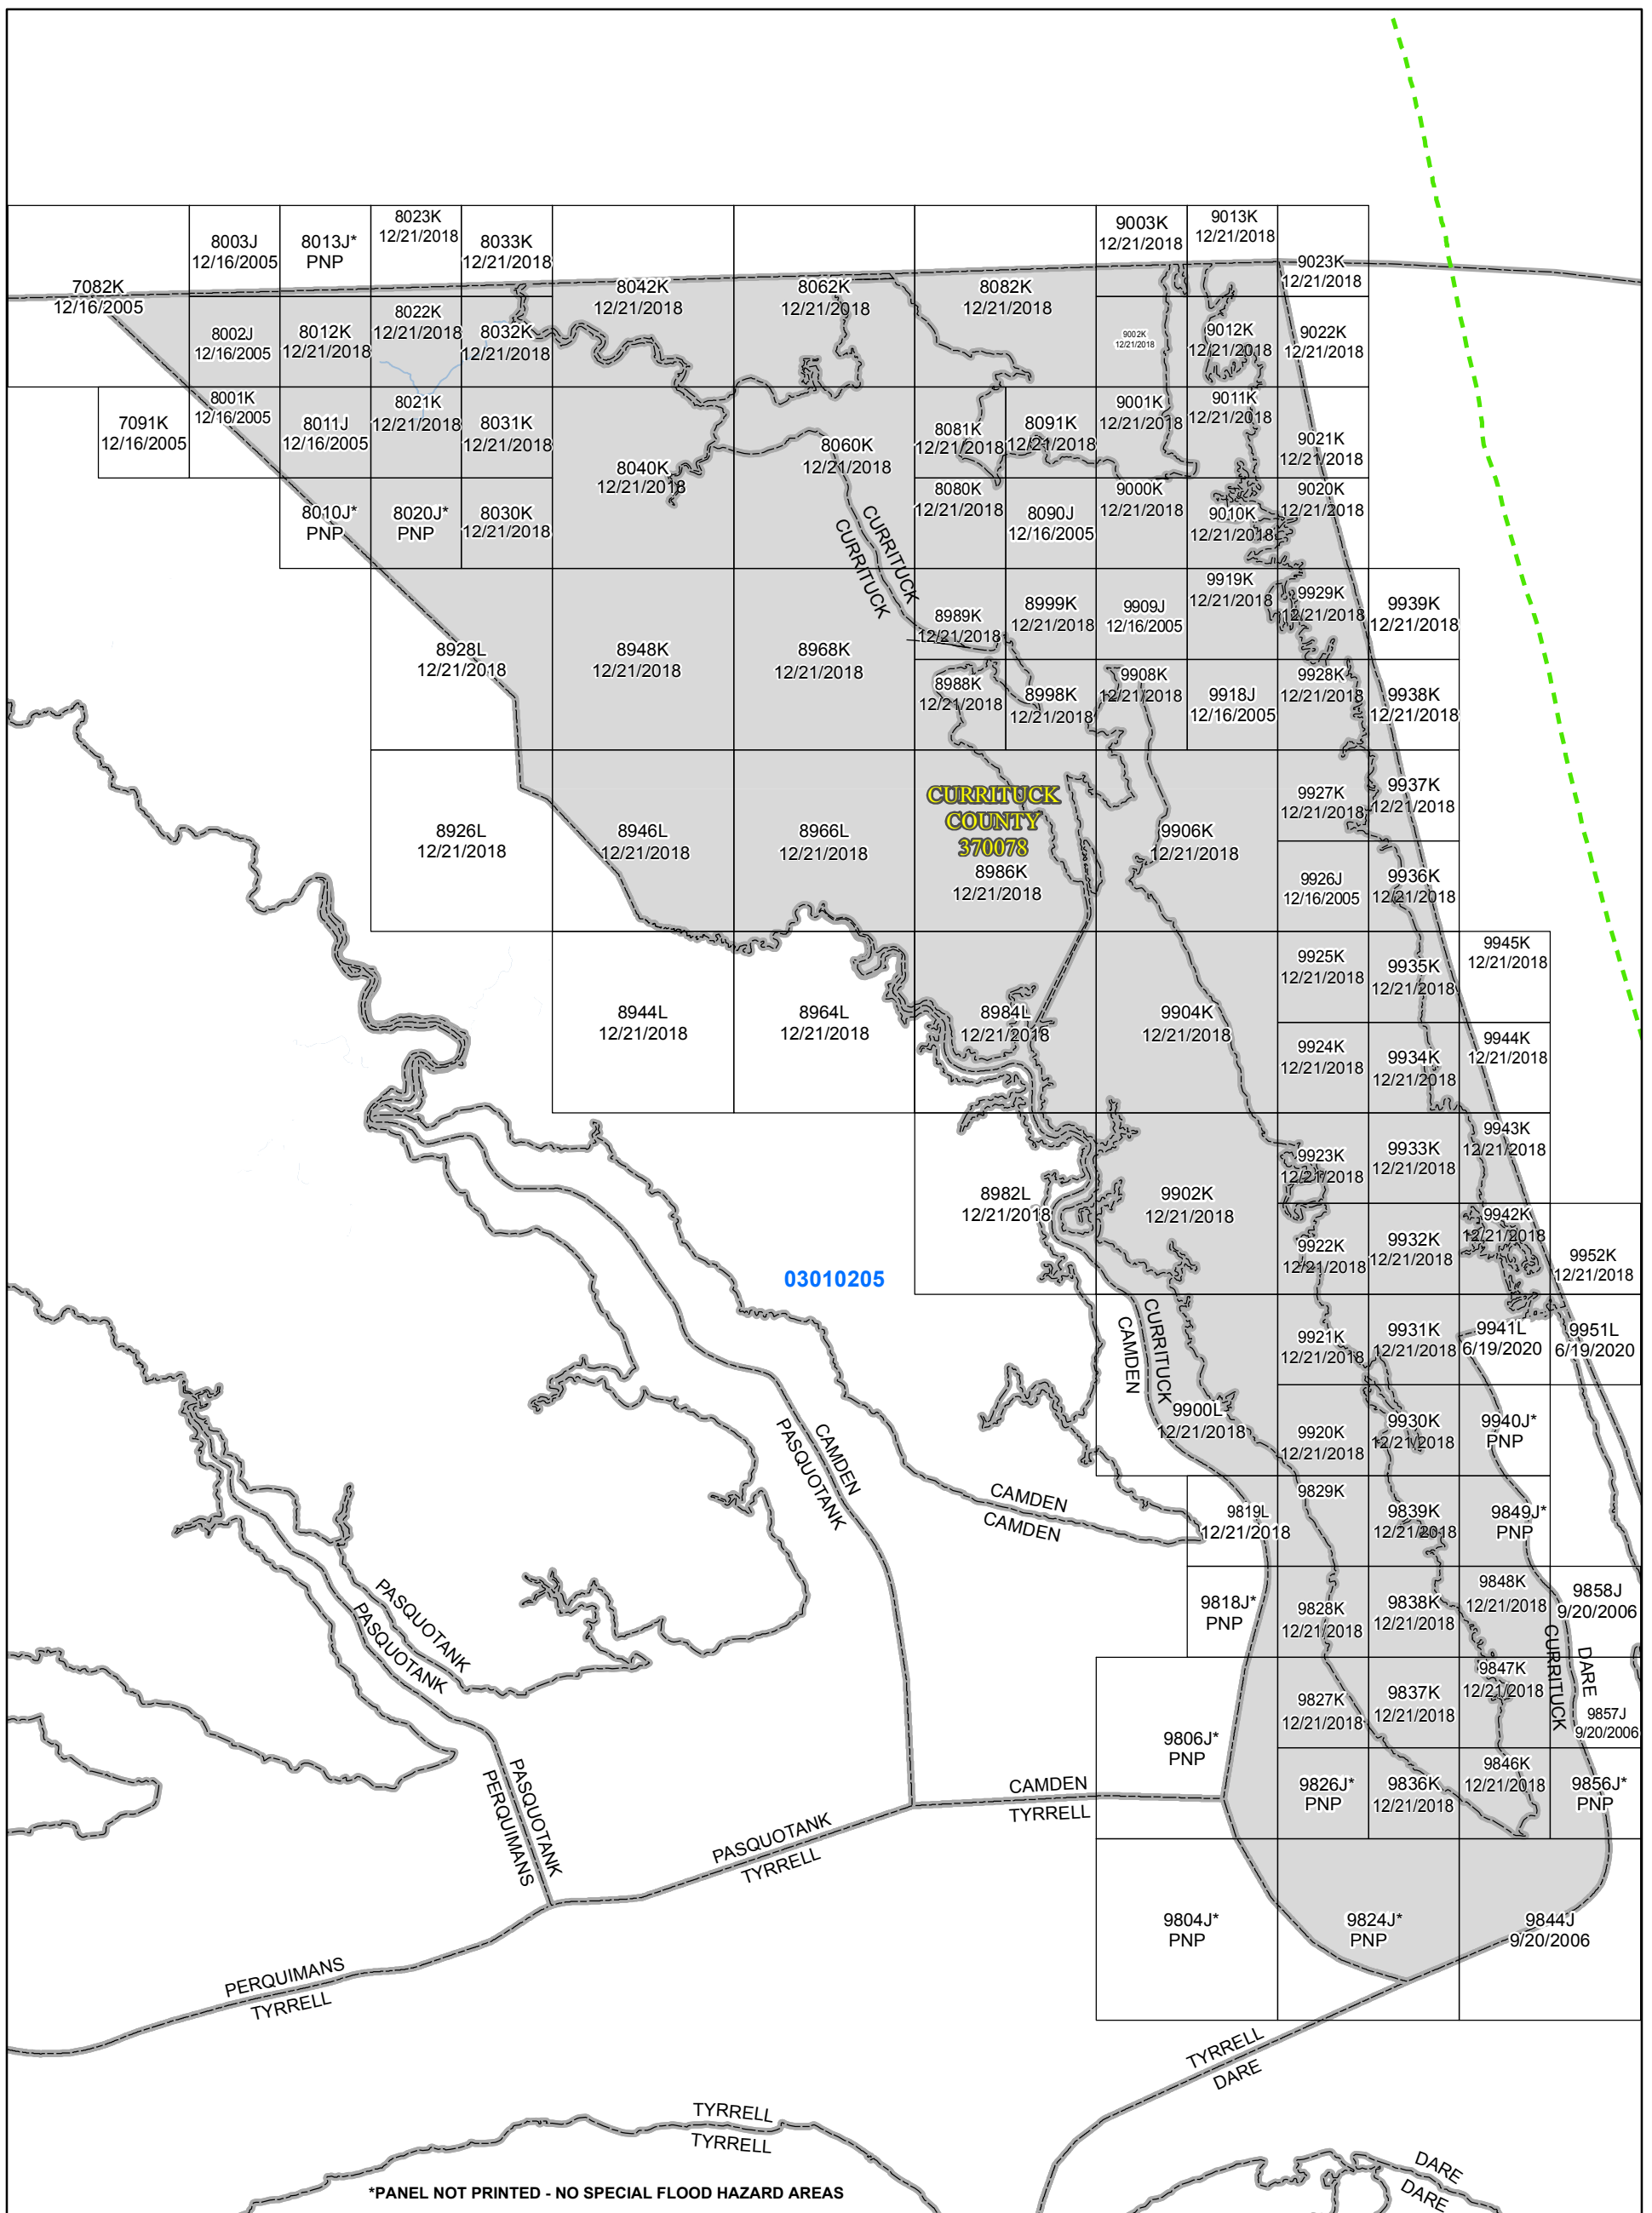 8003J
12/16/2005
8013J*
PNP
8023K
12/21/2018
8033K
12/21/2018
9003K
12/21/2018
9013K
12/21/2018
9023K
12/21/2018
7082K
12/16/2005
8002J
12/16/2005
8012K
12/21/2018
8022K
12/21/2018
8032K
12/21/2018
8042K
12/21/2018
8062K
12/21/2018
8082K
12/21/2018
9002K
12/21/2018
9012K
12/21/2018
9022K
12/21/2018
7091K
12/16/2005
8001K
12/16/2005
8011J
12/16/2005
8021K
12/21/2018
8031K
12/21/2018
8040K
12/21/2018
8060K
12/21/2018
8081K
12/21/2018
8091K
12/21/2018
9001K
12/21/2018
9011K
12/21/2018
9021K
12/21/2018
8010J*
PNP
8020J*
PNP
8030K
12/21/2018
8080K
12/21/2018
8090J
12/16/2005
9000K
12/21/2018
9010K
12/21/2018
9020K
12/21/2018
CURRITUCK
CURRITUCK
8928L
12/21/2018
8948K
12/21/2018
8968K
12/21/2018
8989K
12/21/2018
8999K
12/21/2018
9909J
12/16/2005
9919K
12/21/2018
9929K
12/21/2018
9939K
12/21/2018
8988K
12/21/2018
8998K
12/21/2018
9908K
12/21/2018
9918J
12/16/2005
9928K
12/21/2018
9938K
12/21/2018
8926L
12/21/2018
8946L
12/21/2018
8966L
12/21/2018
CURRITUCK
COUNTY
370078
8986K
12/21/2018
9906K
12/21/2018
9927K
12/21/2018
9937K
12/21/2018
9926J
12/16/2005
9936K
12/21/2018
8944L
12/21/2018
8964L
12/21/2018
8984L
12/21/2018
9904K
12/21/2018
9925K
12/21/2018
9935K
12/21/2018
9945K
12/21/2018
9924K
12/21/2018
9934K
12/21/2018
9944K
12/21/2018
8982L
12/21/2018
9902K
12/21/2018
9923K
12/21/2018
9933K
12/21/2018
9943K
12/21/2018
9922K
12/21/2018
9932K
12/21/2018
9942K
12/21/2018
9952K
12/21/2018
03010205
CURRITUCK
CAMDEN
9900L
12/21/2018
9921K
12/21/2018
9931K
12/21/2018
9941L
6/19/2020
9951L
6/19/2020
9920K
12/21/2018
9930K
12/21/2018
9940J*
PNP
CAMDEN
PASQUOTANK
CAMDEN
CAMDEN
9819L
12/21/2018
9829K
9839K
12/21/2018
9849J*
PNP
9818J*
PNP
9828K
12/21/2018
9838K
12/21/2018
9848K
12/21/2018
9858J
9/20/2006
PASQUOTANK
PASQUOTANK
DARE
CURRITUCK
9806J*
PNP
9827K
12/21/2018
9837K
12/21/2018
9847K
12/21/2018
9857J
9/20/2006
9826J*
PNP
9836K
12/21/2018
9846K
12/21/2018
9856J*
PNP
PASQUOTANK
PERQUIMANS
CAMDEN
TYRRELL
PASQUOTANK
TYRRELL
9804J*
PNP
9824J*
PNP
9844J
9/20/2006
PERQUIMANS
TYRRELL
TYRRELL
DARE
TYRRELL
TYRRELL
DARE
DARE
*PANEL NOT PRINTED - NO SPECIAL FLOOD HAZARD AREAS